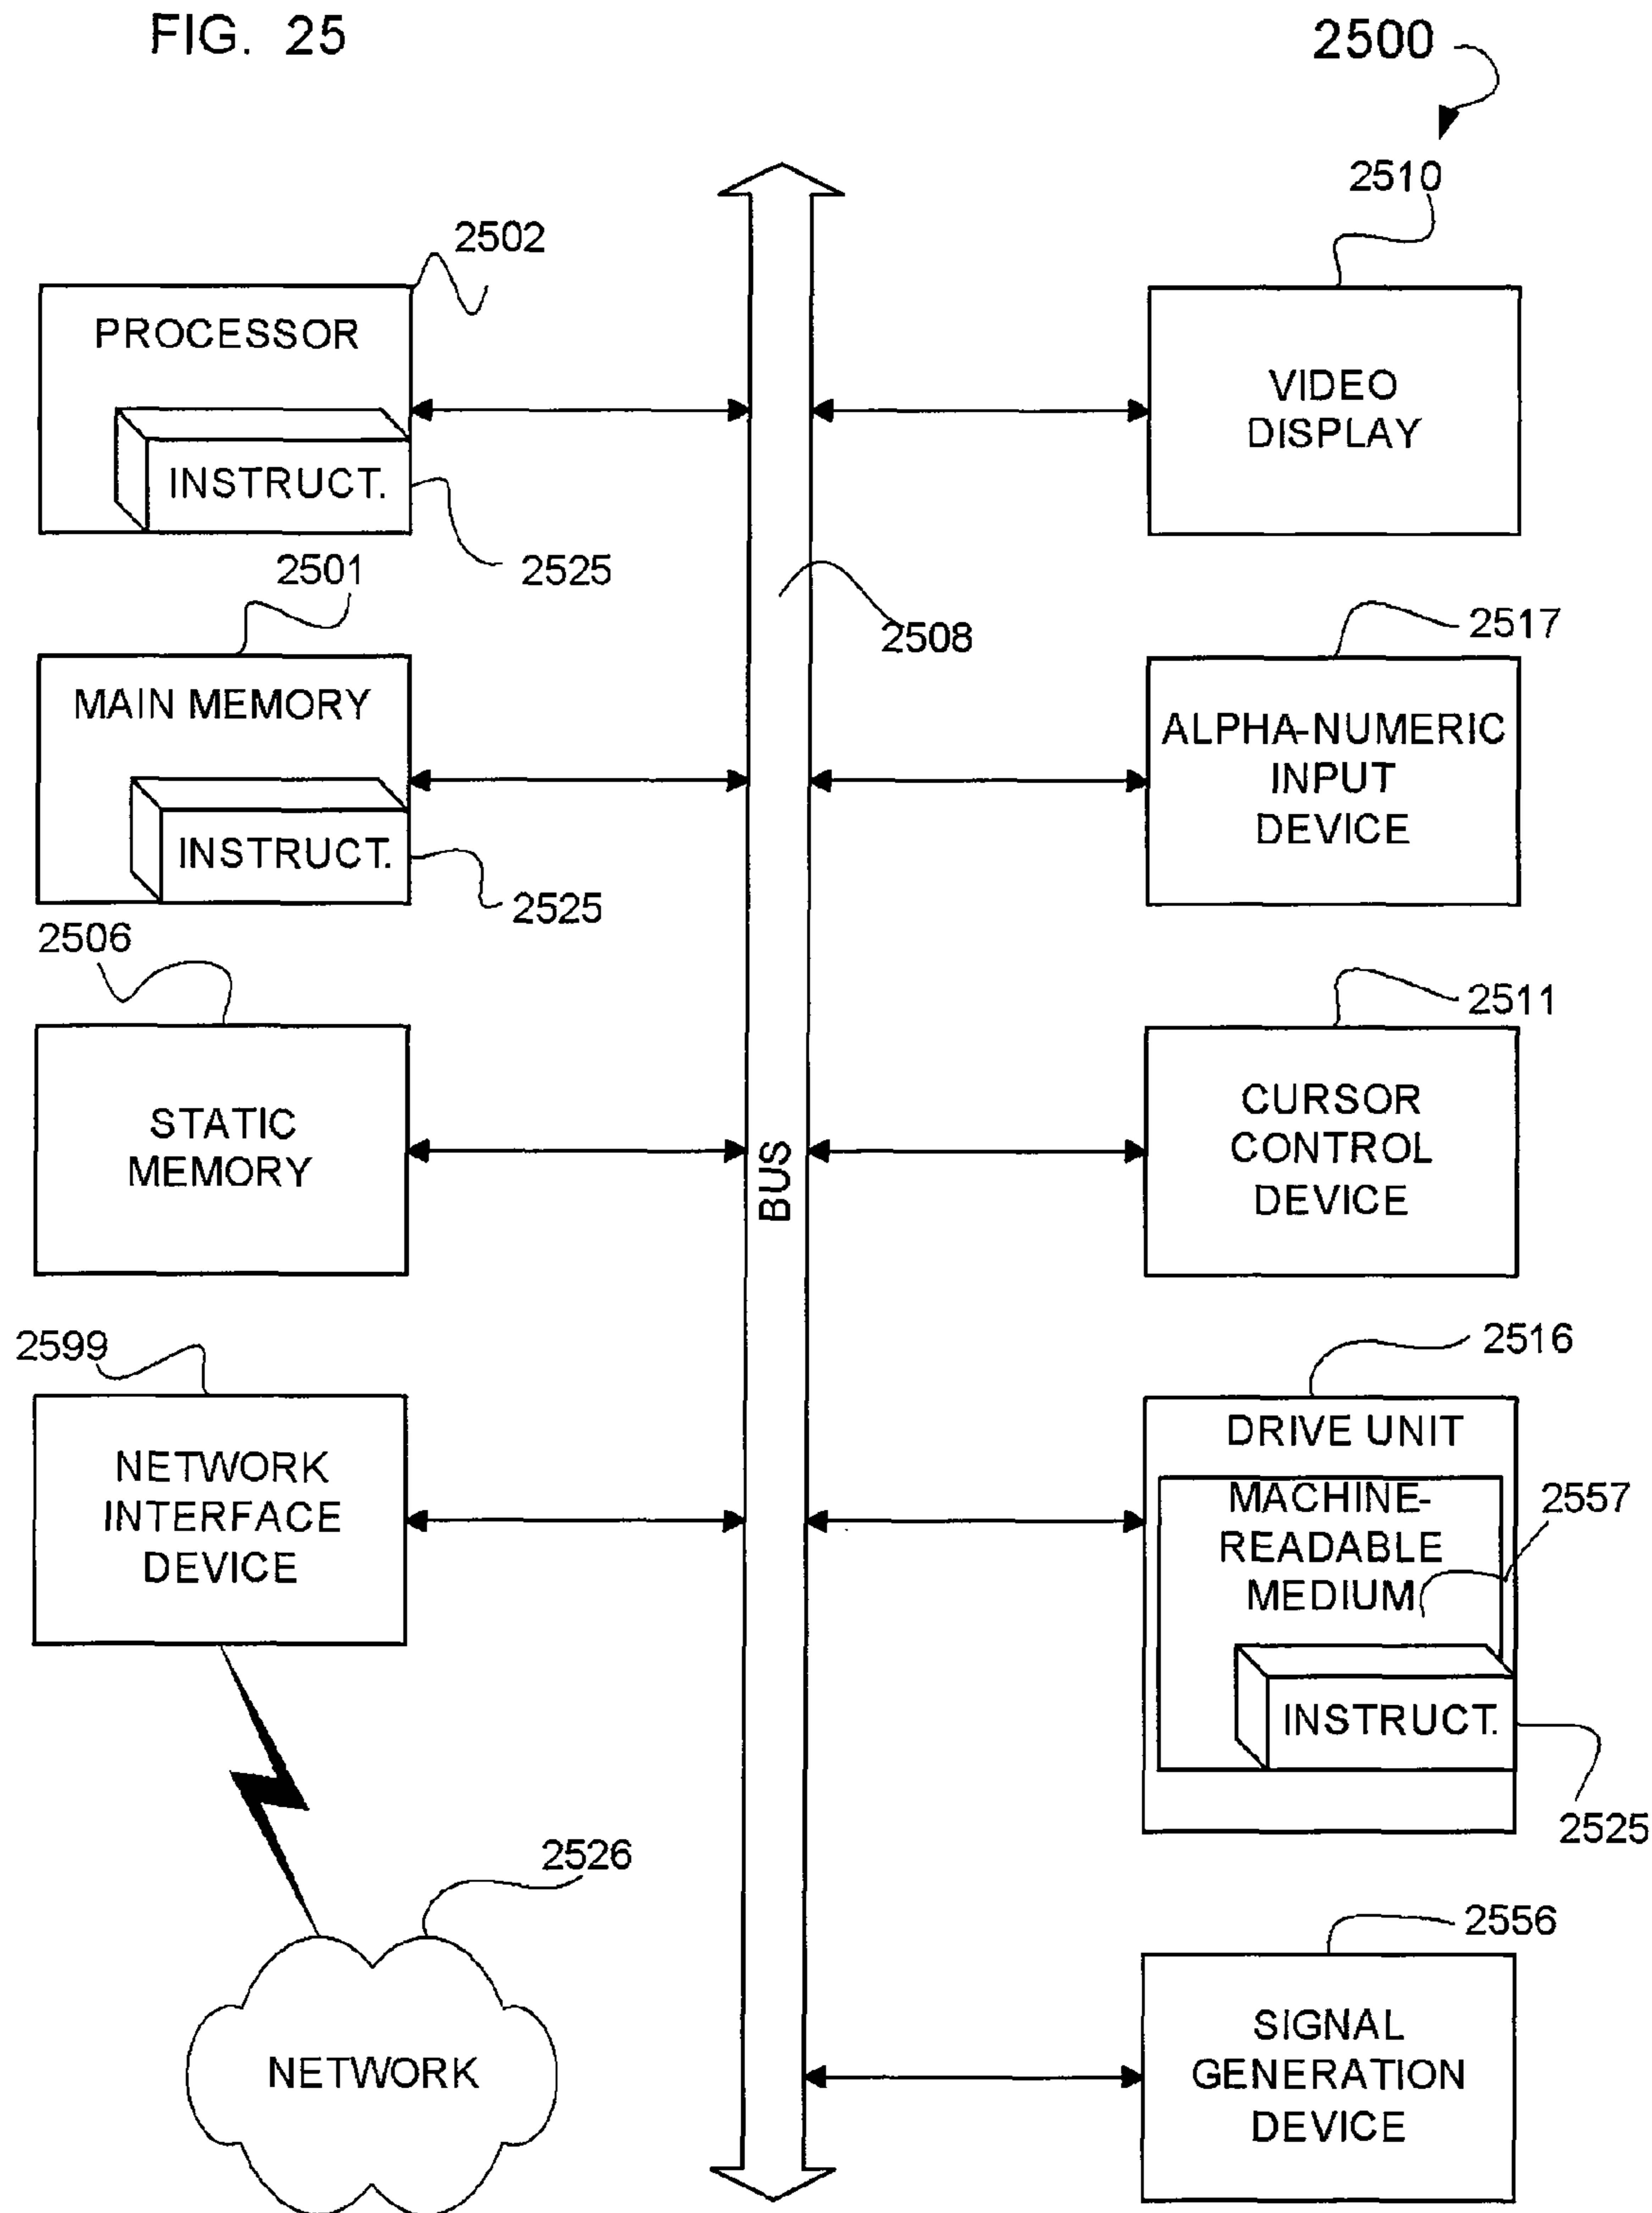 FIG. 25
2500
2510
2502
PROCESSOR
INSTRUCT.
2525
VIDEO
DISPLAY
2501
MAIN MEMORY
INSTRUCT.
2525
2508
2517
ALPHA-NUMERIC
INPUT
DEVICE
2506
STATIC
MEMORY
BUS
2511
CURSOR
CONTROL
DEVICE
2599
NETWORK
INTERFACE
DEVICE
2516
DRIVE UNIT
MACHINE-
READABLE
MEDIUM
2557
INSTRUCT.
2525
2526
NETWORK
2556
SIGNAL
GENERATION
DEVICE